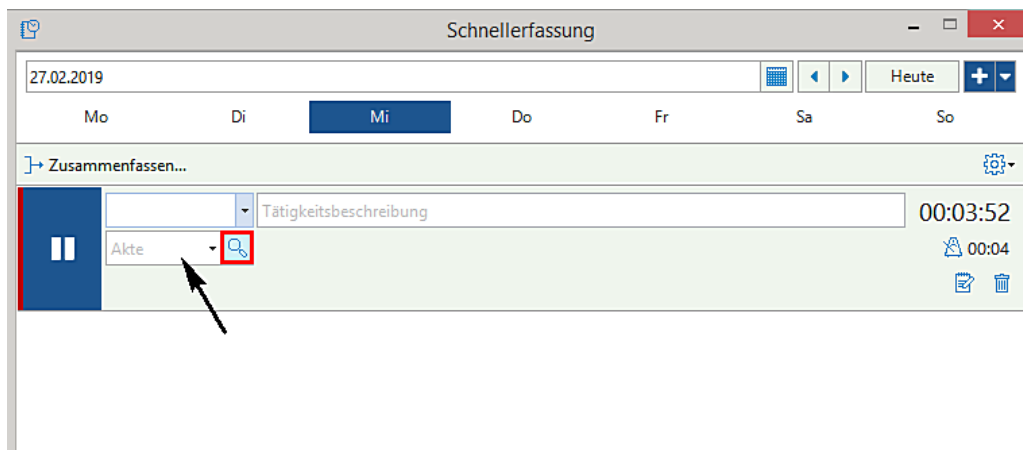 Schnellerfassung
27.02.2019 Heute
Mo Di Mi Do Fr Sa So
Zusammenfassen...
Tätigkeitsbeschreibung 00:03:52
Akte 00:04